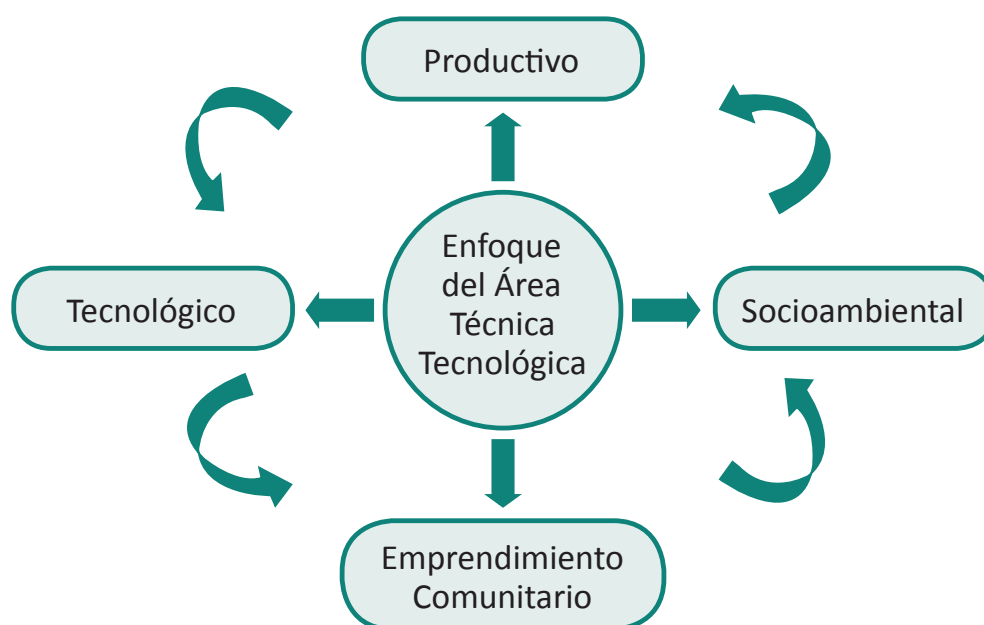 Productivo
Enfoque
del Área
Técnica
Tecnológica
Tecnológico
Socioambiental
Emprendimiento
Comunitario